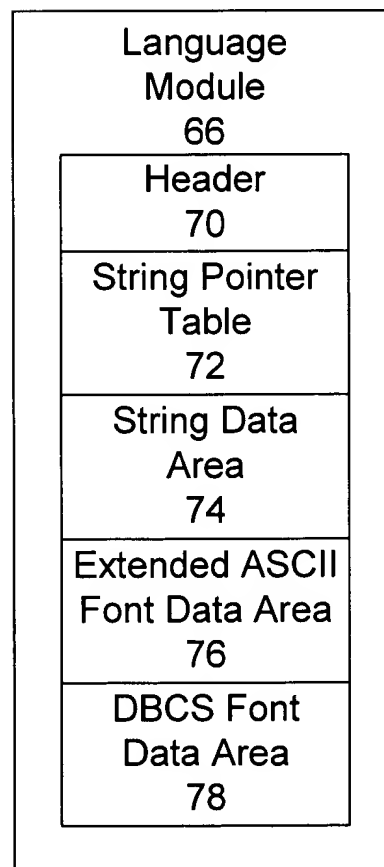 Language
Module
66
Header
70
String Pointer
Table
72
String Data
Area
74
Extended ASCII
Font Data Area
76
DBCS Font
Data Area
78